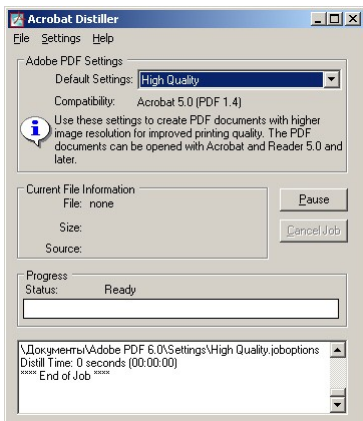 Acrobat Distiller
File Settings Help
Adobe PDF Settings
Default Settings: High Quality
Compatibility: Acrobat 5.0 (PDF 1.4)
Use these settings to create PDF documents with higher
image resolution for improved printing quality. The PDF
documents can be opened with Acrobat and Reader 5.0 and
later.
Current File Information
File: none
Size:
Source:
Pause
Cancel Job
Progress
Status: Ready
\Документы\Adobe PDF 6.0\Settings\High Quality.joboptions
Distill Time: 0 seconds (00:00:00)
**** End of Job ****